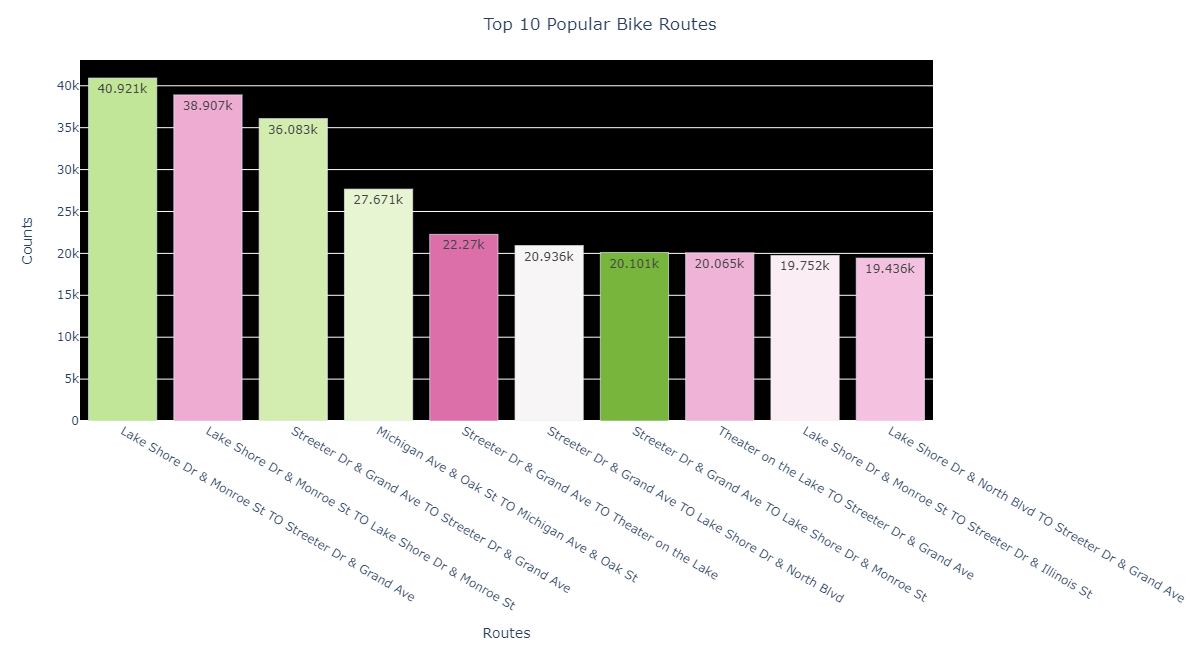 Top 10 Popular Bike Routes
Counts
40k
35k
30k
25k
20k
15k
10k
5k
0
40.921k
38.907k
36.083k
27.671k
22.27k
20.936k
20.101k
20.065k
19.752k
19.436k
Lake Shore Dr & Monroe St TO Streeter Dr & Grand Ave
Lake Shore Dr & Monroe St TO Lake Shore Dr & Monroe St
Streeter Dr & Grand Ave TO Streeter Dr & Grand Ave
Michigan Ave & Oak St TO Michigan Ave & Oak St
Streeter Dr & Grand Ave TO Theater on the Lake
Streeter Dr & Grand Ave TO Lake Shore Dr & North Blvd
Streeter Dr & Grand Ave TO Lake Shore Dr & Monroe St
Theater on the Lake TO Streeter Dr & Grand Ave
Lake Shore Dr & Monroe St TO Streeter Dr & Illinois St
Lake Shore Dr & North Blvd TO Streeter Dr & Grand Ave
Routes